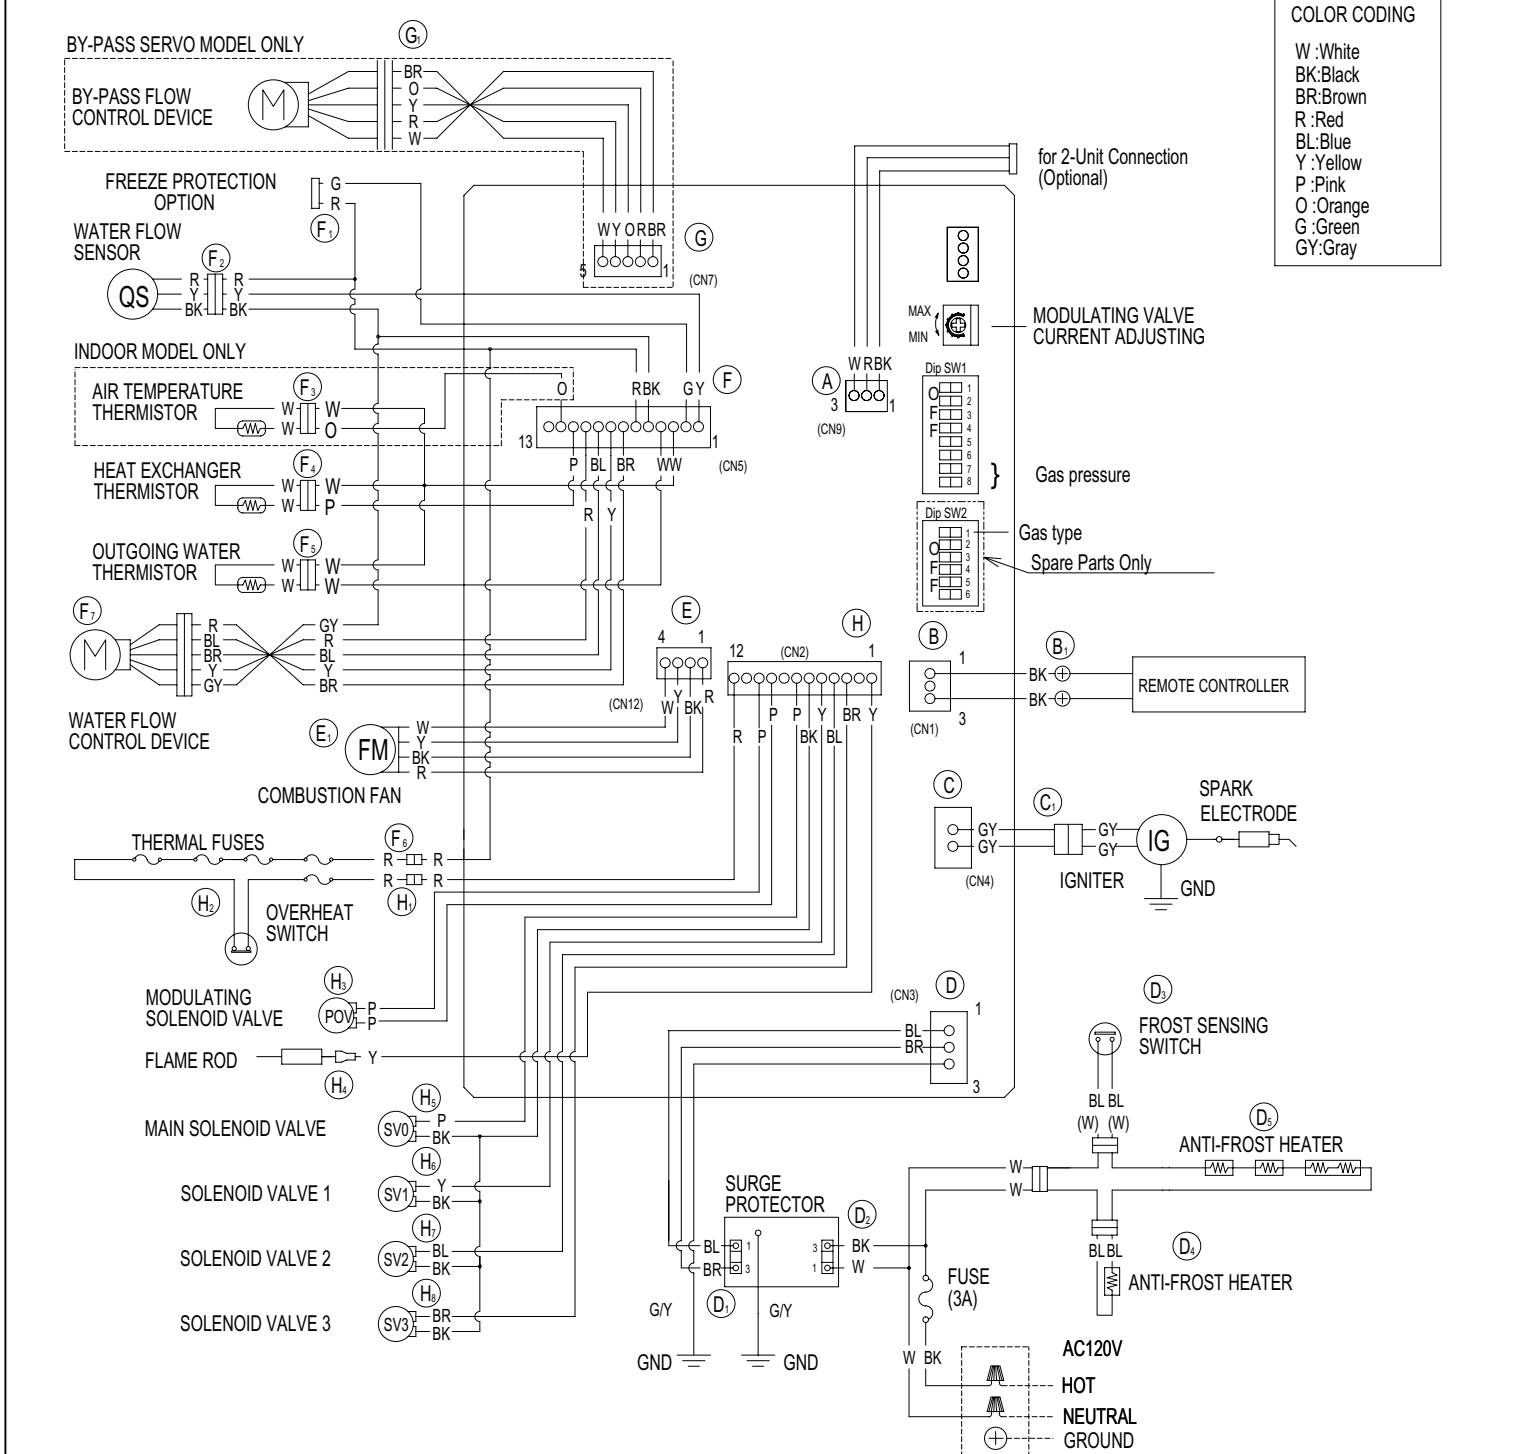 COLOR CODING
W :White
BK:Black
BR:Brown
R :Red
BL:Blue
Y :Yellow
P :Pink
O :Orange
G :Green
GY:Gray
BY-PASS SERVO MODEL ONLY
G1
BY-PASS FLOW
CONTROL DEVICE
M
BR
O
Y
R
W
FREEZE PROTECTION
OPTION
G
R
F1
WYORBR
G
5
1
(CN7)
for 2-Unit Connection
(Optional)
WATER FLOW
SENSOR
F2
QS
R R
Y Y
BK BK
MAX
MIN
MODULATING VALVE
CURRENT ADJUSTING
INDOOR MODEL ONLY
AIR TEMPERATURE
THERMISTOR
F3
W W
W O
O
RBK
GY
F
13
1
(CN5)
P BL BR WW
R Y
WRBK
A
3
1
(CN9)
Dip SW1
O
F
F
1
2
3
4
5
6
7
8
}
Gas pressure
HEAT EXCHANGER
THERMISTOR
F4
W W
W P
Dip SW2
O
F
F
1
2
3
4
5
6
Gas type
Spare Parts Only
OUTGOING WATER
THERMISTOR
F5
W W
W W
F7
M
R GY
BL R
BR BL
Y Y
GY BR
WATER FLOW
CONTROL DEVICE
E
4 1
(CN12)
W Y BK R
H
12 (CN2) 1
R P P P BK Y BL BR Y
B
1
3
(CN1)
B1
BK
BK
REMOTE CONTROLLER
E1
FM
W
Y
BK
R
COMBUSTION FAN
C
GY
GY
(CN4)
C1
GY
GY
IG
IGNITER
GND
SPARK
ELECTRODE
THERMAL FUSES
F6
R R
R R
H1
H2
OVERHEAT
SWITCH
H3
MODULATING
SOLENOID VALVE
POV
P
P
FLAME ROD
Y
H4
(CN3)
D
1
3
BL
BR
D3
FROST SENSING
SWITCH
BL BL
(W) (W)
D5
ANTI-FROST HEATER
MAIN SOLENOID VALVE
H5
SV0
P
BK
SOLENOID VALVE 1
H6
SV1
Y
BK
SOLENOID VALVE 2
H7
SV2
BL
BK
SOLENOID VALVE 3
H8
SV3
BR
BK
SURGE
PROTECTOR
D2
BL 1
BR 3
3 BK
1 W
D1
G/Y
G/Y
GND
GND
W
W
FUSE
(3A)
BL BL
D4
ANTI-FROST HEATER
W BK
AC120V
HOT
NEUTRAL
GROUND